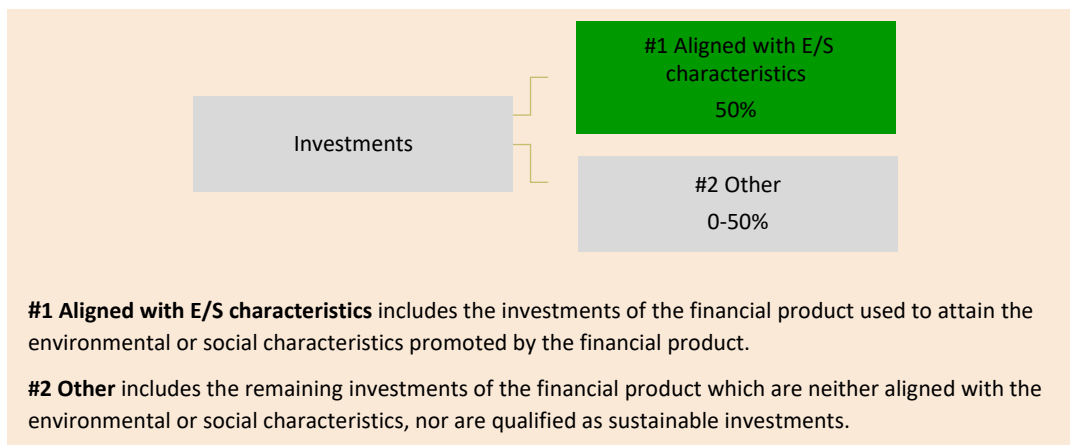 #1 Aligned with E/S
characteristics
50%
Investments
#2 Other
0-50%
#1 Aligned with E/S characteristics includes the investments of the financial product used to attain the
environmental or social characteristics promoted by the financial product.
#2 Other includes the remaining investments of the financial product which are neither aligned with the
environmental or social characteristics, nor are qualified as sustainable investments.